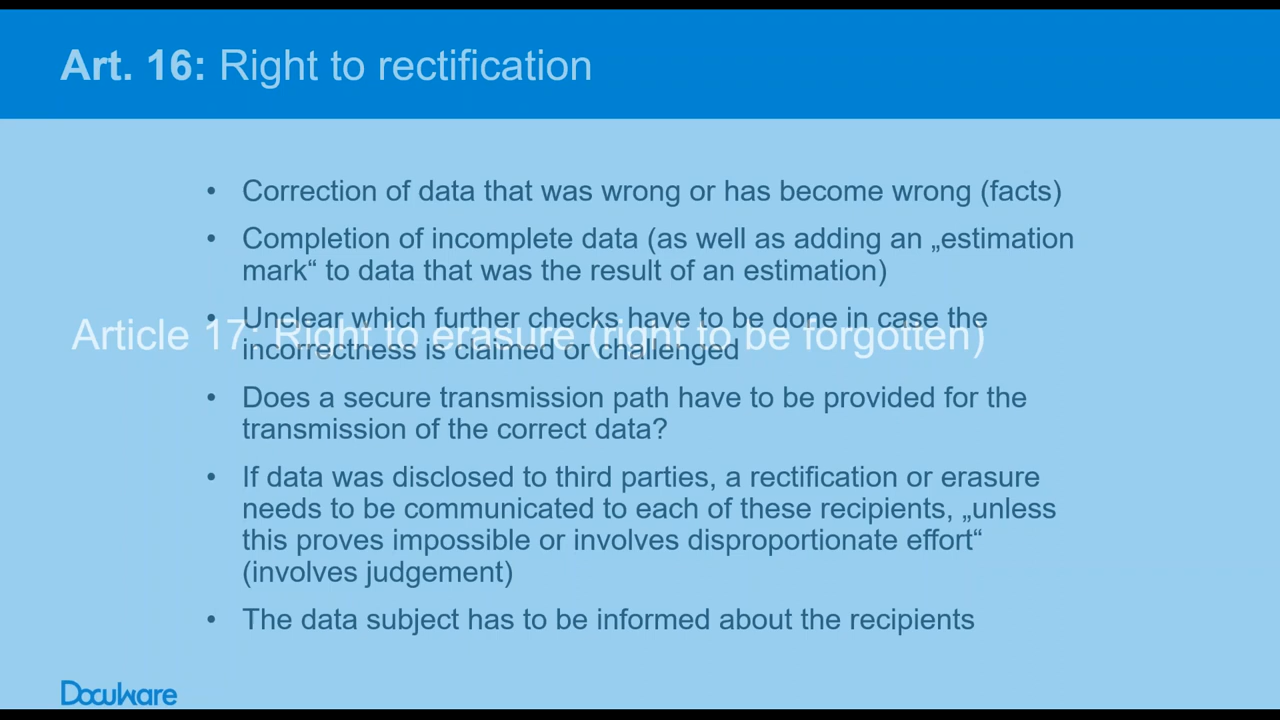 Art. 16: Right to rectification
• Correction of data that was wrong or has become wrong (facts)
• Completion of incomplete data (as well as adding an „estimation
mark“ to data that was the result of an estimation)
• Unclear which further checks have to be done in case the
Article 17: Right to erasure (right to be forgotten)
incorrectness is claimed or challenged
• Does a secure transmission path have to be provided for the
transmission of the correct data?
• If data was disclosed to third parties, a rectification or erasure
needs to be communicated to each of these recipients, „unless
this proves impossible or involves disproportionate effort“
(involves judgement)
• The data subject has to be informed about the recipients
DocuWare